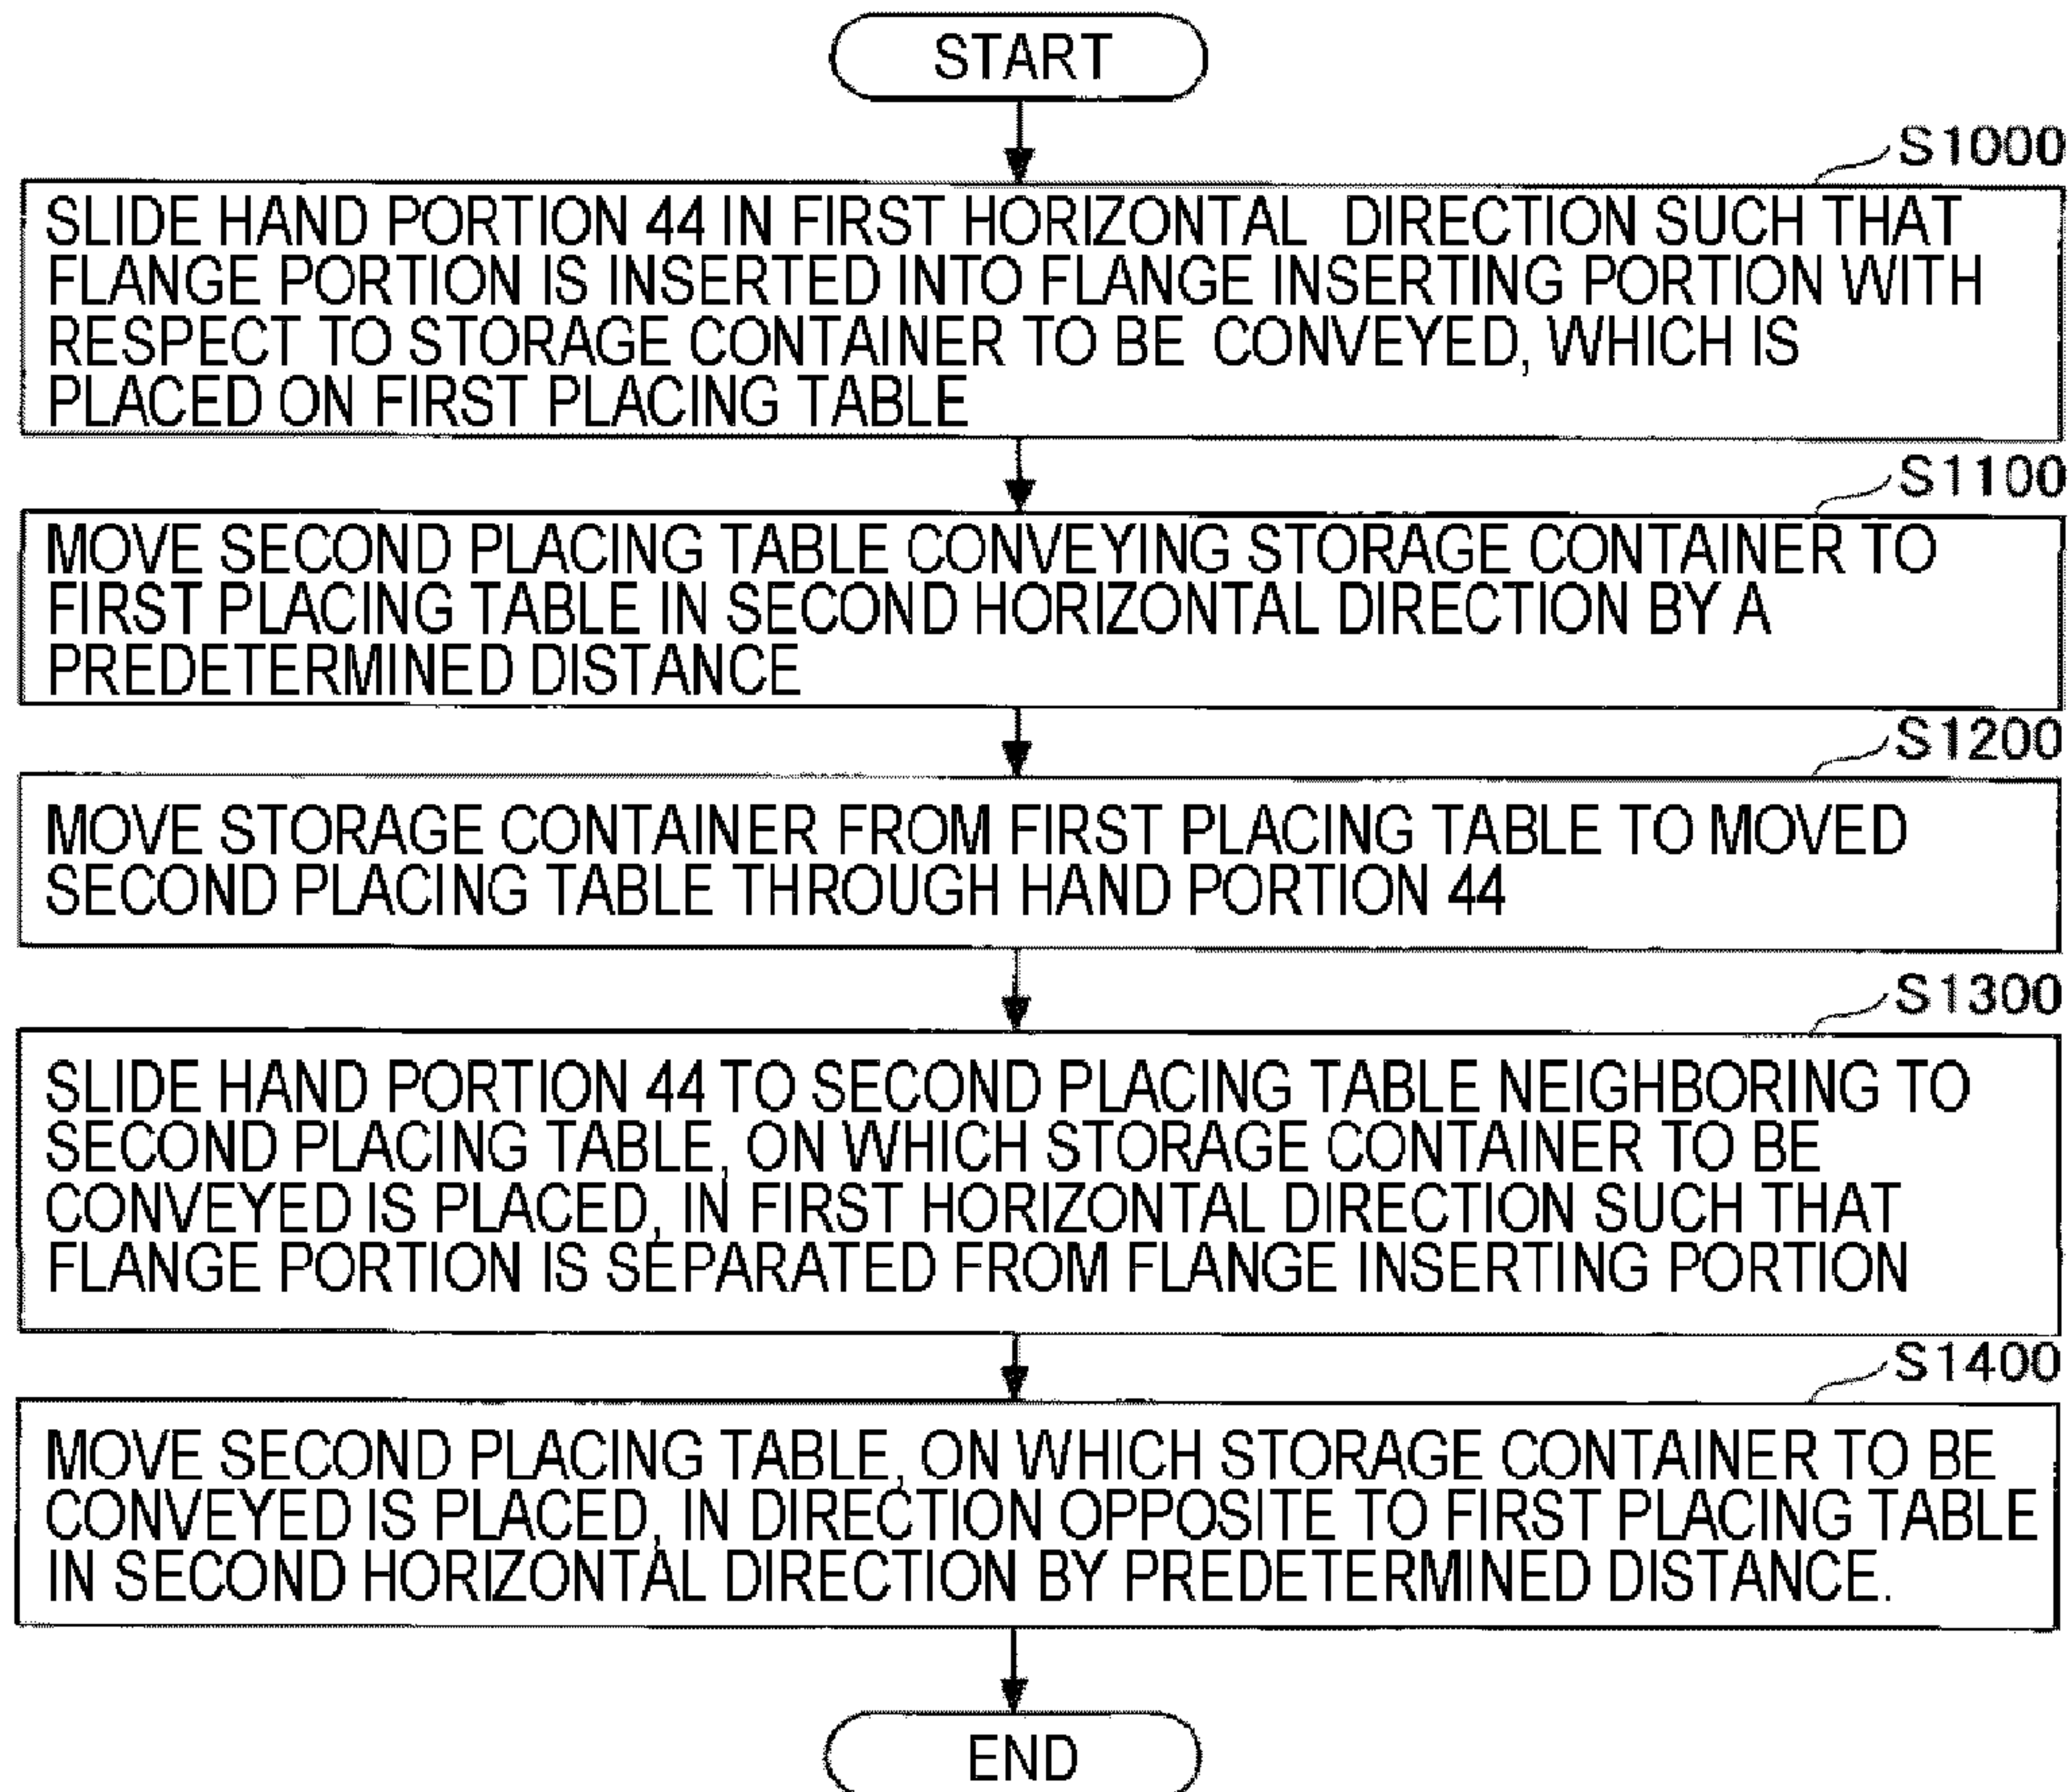 START
S1000
SLIDE HAND PORTION 44 IN FIRST HORIZONTAL DIRECTION SUCH THAT
FLANGE PORTION IS INSERTED INTO FLANGE INSERTING PORTION WITH
RESPECT TO STORAGE CONTAINER TO BE CONVEYED, WHICH IS
PLACED ON FIRST PLACING TABLE
S1100
MOVE SECOND PLACING TABLE CONVEYING STORAGE CONTAINER TO
FIRST PLACING TABLE IN SECOND HORIZONTAL DIRECTION BY A
PREDETERMINED DISTANCE
S1200
MOVE STORAGE CONTAINER FROM FIRST PLACING TABLE TO MOVED
SECOND PLACING TABLE THROUGH HAND PORTION 44
S1300
SLIDE HAND PORTION 44 TO SECOND PLACING TABLE NEIGHBORING TO
SECOND PLACING TABLE, ON WHICH STORAGE CONTAINER TO BE
CONVEYED IS PLACED, IN FIRST HORIZONTAL DIRECTION SUCH THAT
FLANGE PORTION IS SEPARATED FROM FLANGE INSERTING PORTION
S1400
MOVE SECOND PLACING TABLE, ON WHICH STORAGE CONTAINER TO BE
CONVEYED IS PLACED, IN DIRECTION OPPOSITE TO FIRST PLACING TABLE
IN SECOND HORIZONTAL DIRECTION BY PREDETERMINED DISTANCE.
END